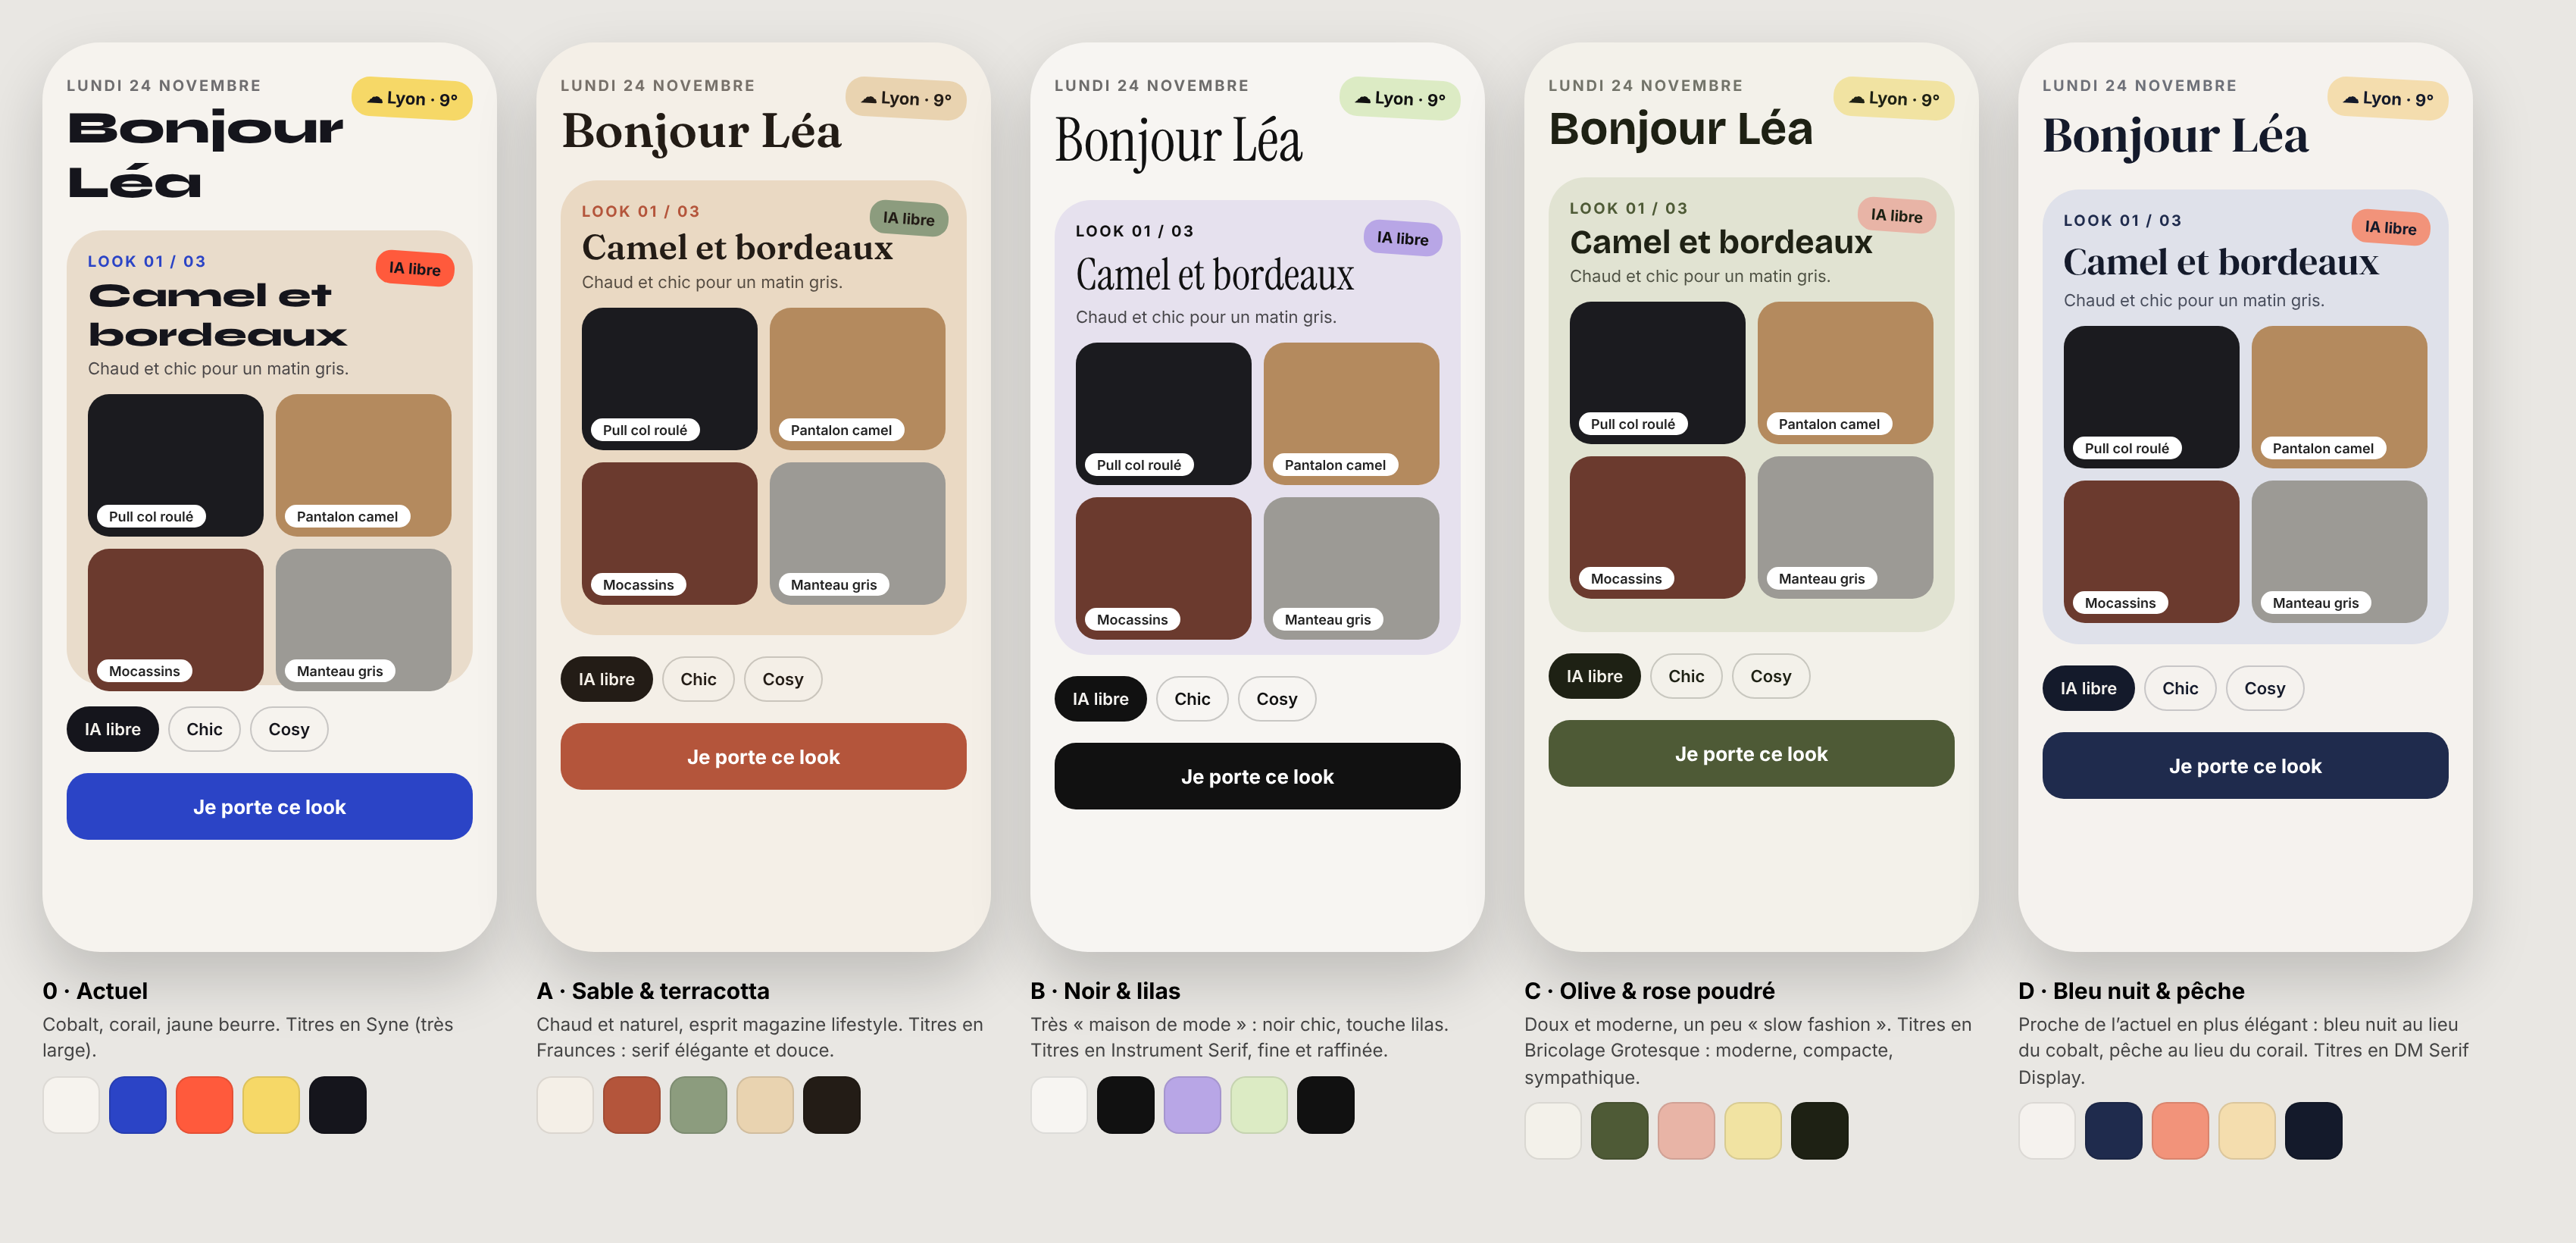 LUNDI 24 NOVEMBRE
☁ Lyon · 9°
Bonjour
Léa
LOOK 01 / 03
IA libre
Camel et
bordeaux
Chaud et chic pour un matin gris.
Pull col roulé
Pantalon camel
Mocassins
Manteau gris
IA libre
Chic
Cosy
Je porte ce look
0 · Actuel
Cobalt, corail, jaune beurre. Titres en Syne (très
large).
LUNDI 24 NOVEMBRE
☁ Lyon · 9°
Bonjour Léa
LOOK 01 / 03
IA libre
Camel et bordeaux
Chaud et chic pour un matin gris.
Pull col roulé
Pantalon camel
Mocassins
Manteau gris
IA libre
Chic
Cosy
Je porte ce look
A · Sable & terracotta
Chaud et naturel, esprit magazine lifestyle. Titres en
Fraunces : serif élégante et douce.
LUNDI 24 NOVEMBRE
☁ Lyon · 9°
Bonjour Léa
LOOK 01 / 03
IA libre
Camel et bordeaux
Chaud et chic pour un matin gris.
Pull col roulé
Pantalon camel
Mocassins
Manteau gris
IA libre
Chic
Cosy
Je porte ce look
B · Noir & lilas
Très « maison de mode » : noir chic, touche lilas.
Titres en Instrument Serif, fine et raffinée.
LUNDI 24 NOVEMBRE
☁ Lyon · 9°
Bonjour Léa
LOOK 01 / 03
IA libre
Camel et bordeaux
Chaud et chic pour un matin gris.
Pull col roulé
Pantalon camel
Mocassins
Manteau gris
IA libre
Chic
Cosy
Je porte ce look
C · Olive & rose poudré
Doux et moderne, un peu « slow fashion ». Titres en
Bricolage Grotesque : moderne, compacte,
sympathique.
LUNDI 24 NOVEMBRE
☁ Lyon · 9°
Bonjour Léa
LOOK 01 / 03
IA libre
Camel et bordeaux
Chaud et chic pour un matin gris.
Pull col roulé
Pantalon camel
Mocassins
Manteau gris
IA libre
Chic
Cosy
Je porte ce look
D · Bleu nuit & pêche
Proche de l’actuel en plus élégant : bleu nuit au lieu
du cobalt, pêche au lieu du corail. Titres en DM Serif
Display.